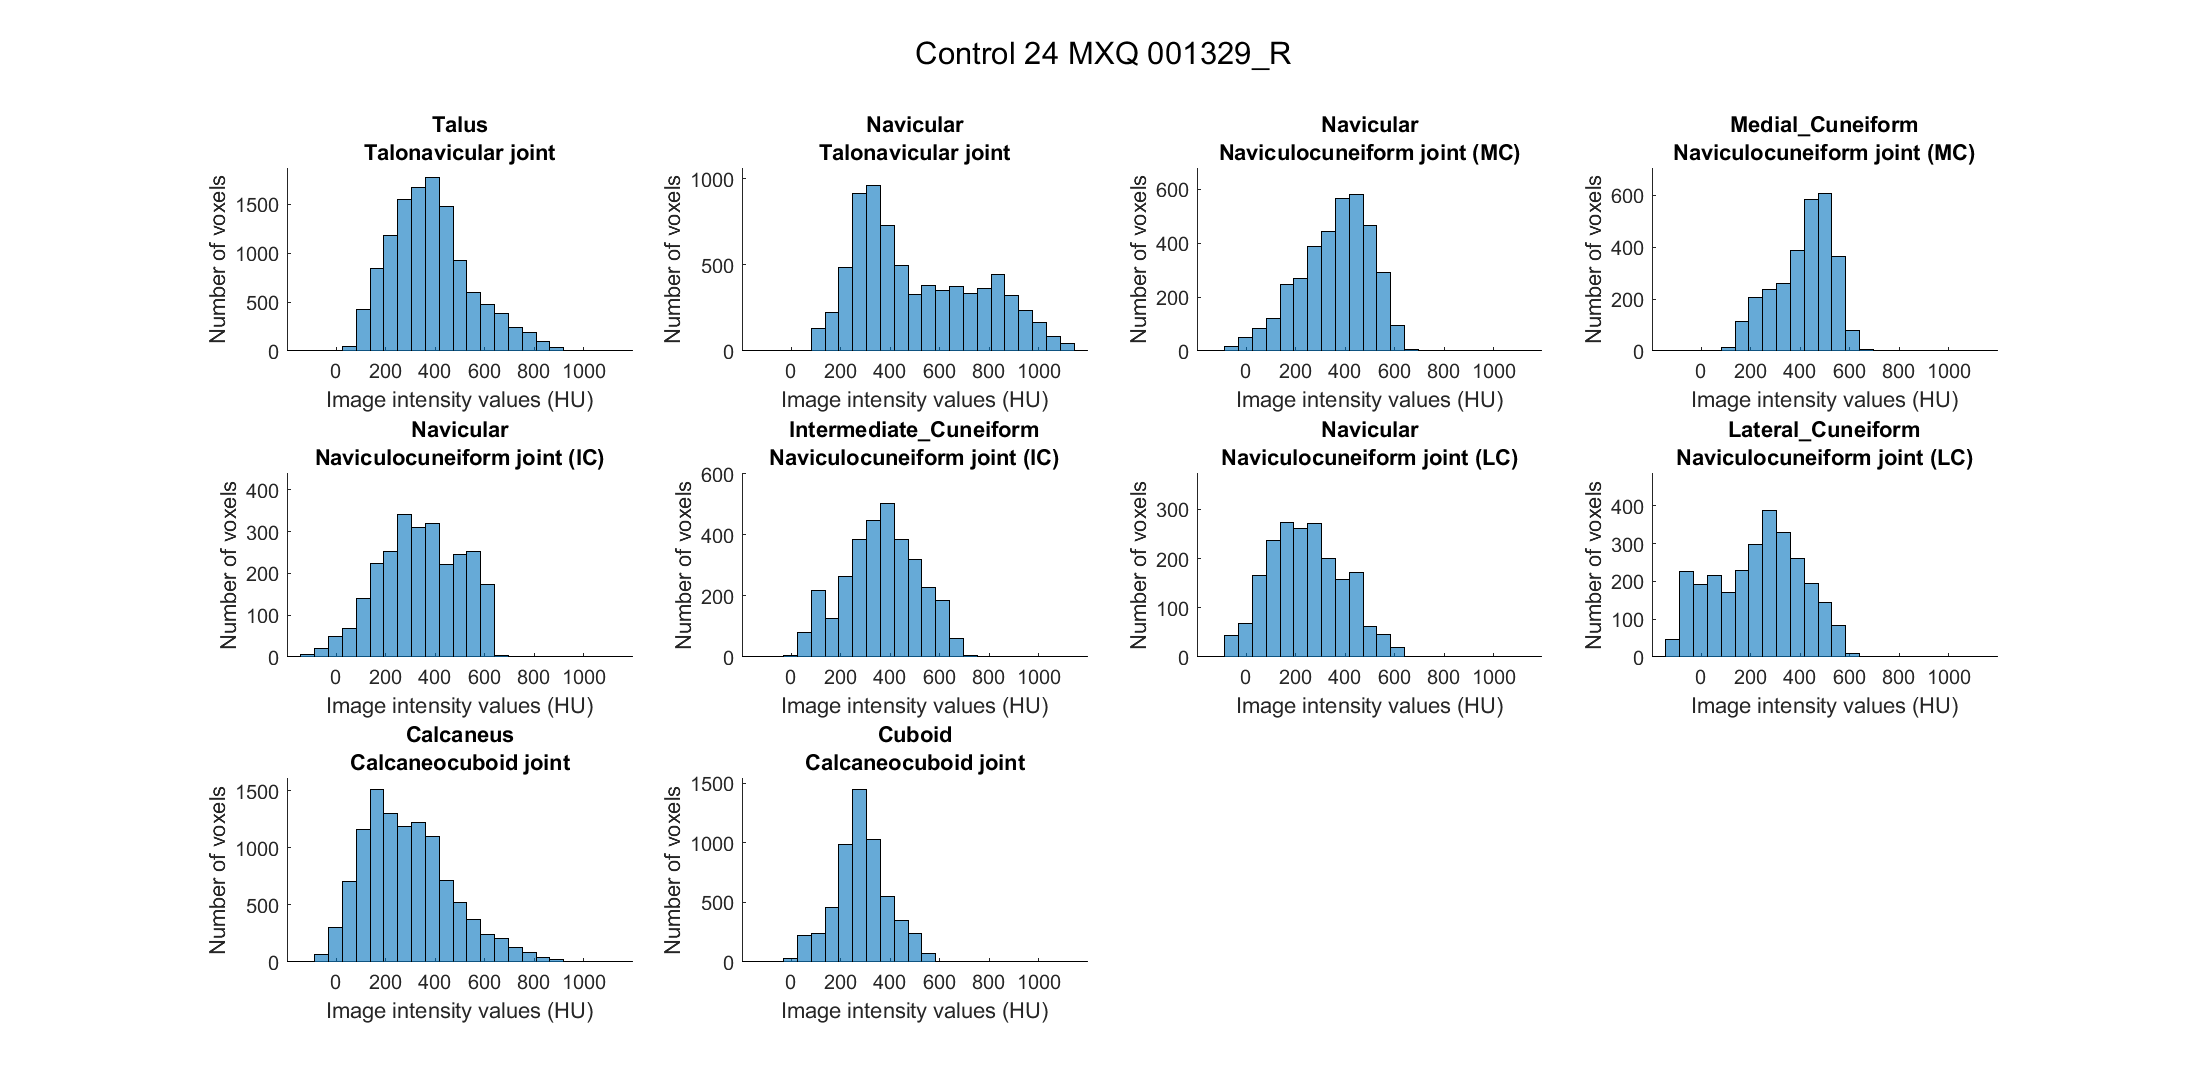 Control 24 MXQ 001329_R
Talus
Talonavicular joint
Number of voxels
1500
1000
500
0
0 200 400 600 800 1000
Image intensity values (HU)
Navicular
Talonavicular joint
Number of voxels
1000
500
0
0 200 400 600 800 1000
Image intensity values (HU)
Navicular
Naviculocuneiform joint (MC)
Number of voxels
600
400
200
0
0 200 400 600 800 1000
Image intensity values (HU)
Medial_Cuneiform
Naviculocuneiform joint (MC)
Number of voxels
600
400
200
0
0 200 400 600 800 1000
Image intensity values (HU)
Navicular
Naviculocuneiform joint (IC)
Number of voxels
400
300
200
100
0
0 200 400 600 800 1000
Image intensity values (HU)
Intermediate_Cuneiform
Naviculocuneiform joint (IC)
Number of voxels
600
400
200
0
0 200 400 600 800 1000
Image intensity values (HU)
Navicular
Naviculocuneiform joint (LC)
Number of voxels
300
200
100
0
0 200 400 600 800 1000
Image intensity values (HU)
Lateral_Cuneiform
Naviculocuneiform joint (LC)
Number of voxels
400
300
200
100
0
0 200 400 600 800 1000
Image intensity values (HU)
Calcaneus
Calcaneocuboid joint
Number of voxels
1500
1000
500
0
0 200 400 600 800 1000
Image intensity values (HU)
Cuboid
Calcaneocuboid joint
Number of voxels
1500
1000
500
0
0 200 400 600 800 1000
Image intensity values (HU)